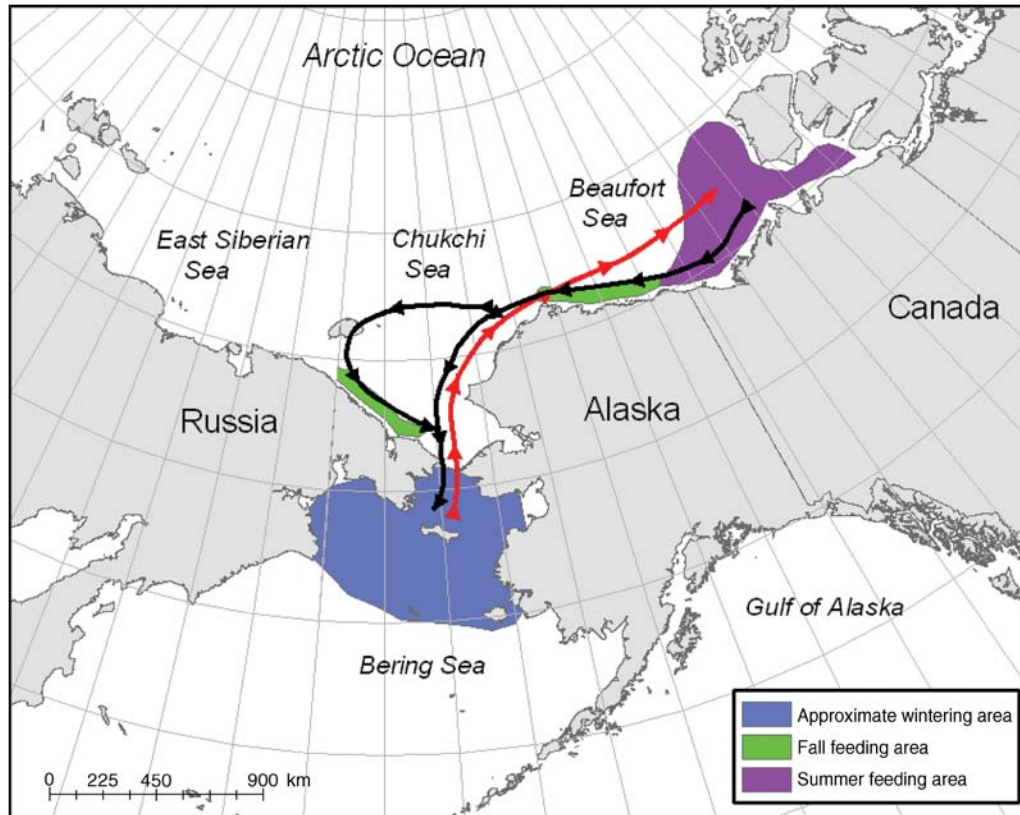 Arctic Ocean
Beaufort
Sea
East Siberian
Sea
Chukchi
Sea
Canada
Russia
Alaska
Gulf of Alaska
Bering Sea
Approximate wintering area
Fall feeding area
Summer feeding area
0 225 450 900 km